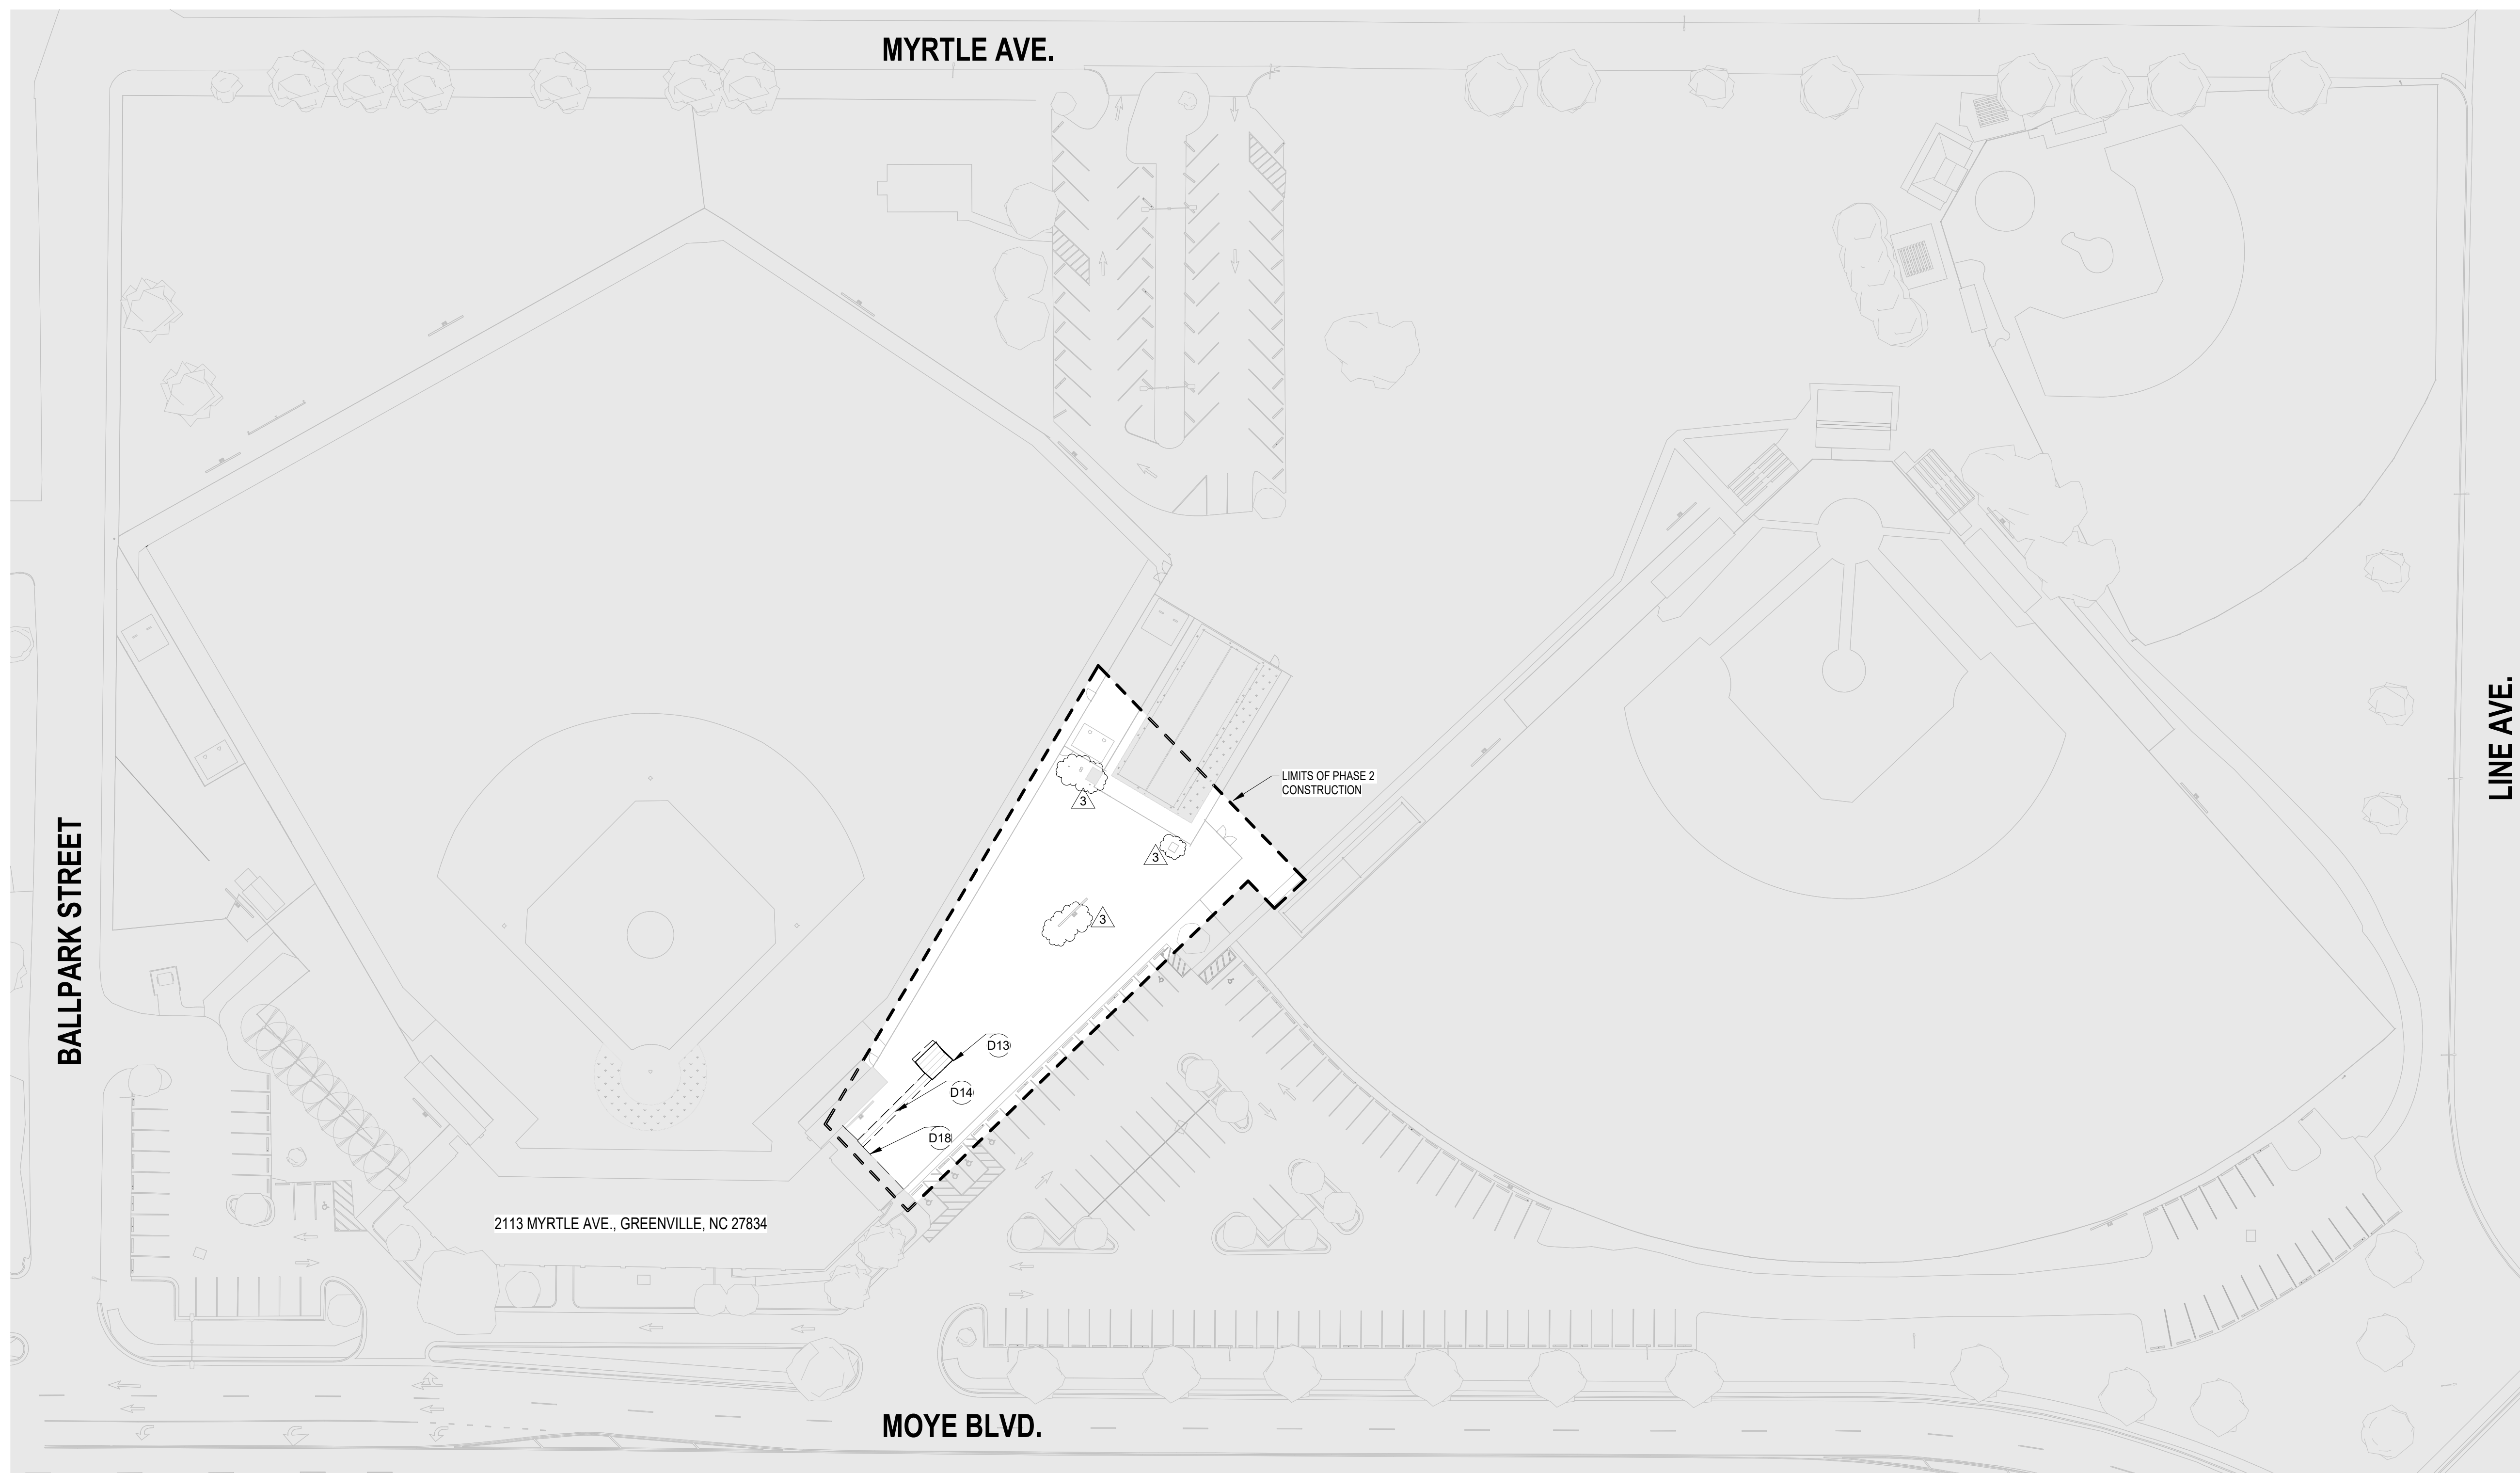 MYRTLE AVE.
LIMITS OF PHASE 2
CONSTRUCTION
LINE AVE.
3
3
3
BALLPARK STREET
D13
D14
D18
2113 MYRTLE AVE., GREENVILLE, NC 27834
MOYE BLVD.